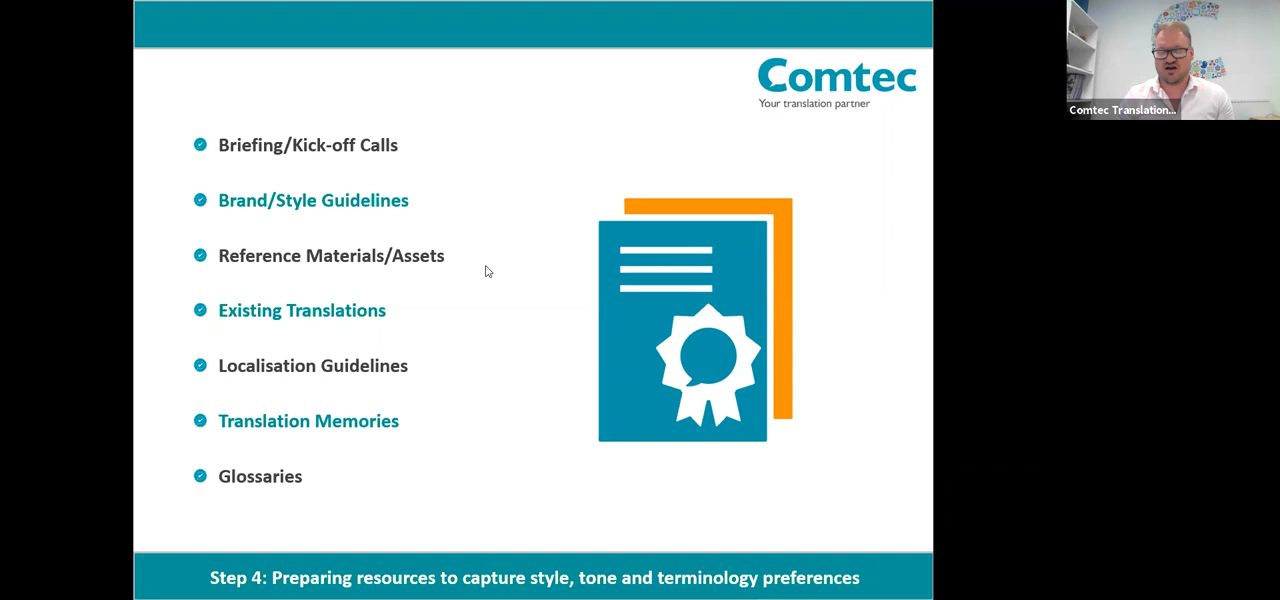 Comtec
Your translation partner
Comtec Translation...
Briefing/Kick-off Calls
Brand/Style Guidelines
Reference Materials/Assets
Existing Translations
Localisation Guidelines
Translation Memories
Glossaries
Step 4: Preparing resources to capture style, tone and terminology preferences